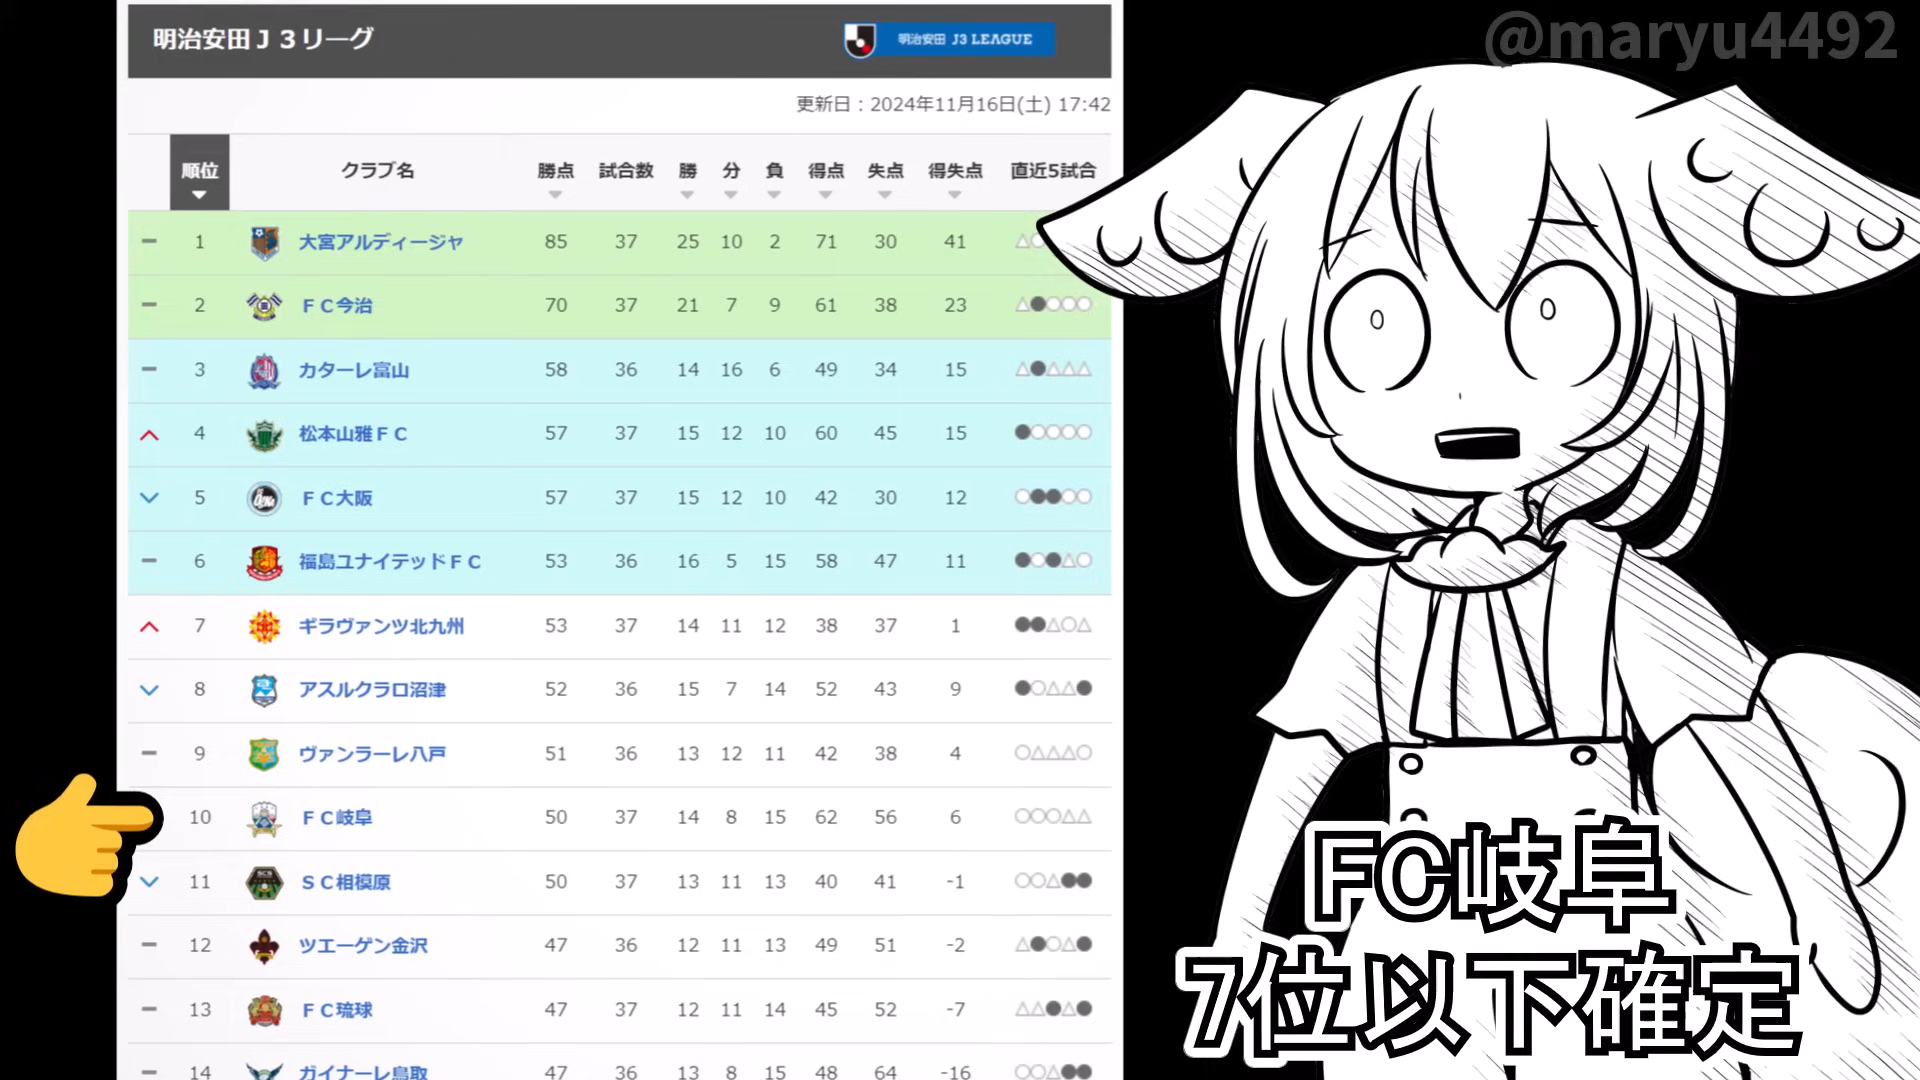 @maryu4492
明治安田Ｊ３リーグ
明治安田 J3 LEAGUE
更新日：2024年11月16日(土) 17:42
順位 クラブ名 勝点 試合数 勝 分 負 得点 失点 得失点 直近5試合
1 大宮アルディージャ 85 37 25 10 2 71 30 41
2 ＦＣ今治 70 37 21 7 9 61 38 23 △●○○○
3 カターレ富山 58 36 14 16 6 49 34 15 △●△△△
4 松本山雅ＦＣ 57 37 15 12 10 60 45 15 ●○○○○
5 ＦＣ大阪 57 37 15 12 10 42 30 12 ○●●○○
6 福島ユナイテッドＦＣ 53 36 16 5 15 58 47 11 ●○●△○
7 ギラヴァンツ北九州 53 37 14 11 12 38 37 1 ●●△○△
8 アスルクラロ沼津 52 36 15 7 14 52 43 9 ●○△△●
9 ヴァンラーレ八戸 51 36 13 12 11 42 38 4 ○△△△○
10 ＦＣ岐阜 50 37 14 8 15 62 56 6 ○○○△△
11 ＳＣ相模原 50 37 13 11 13 40 41 -1 ○○△●●
12 ツエーゲン金沢 47 36 12 11 13 49 51 -2 △●○△●
13 ＦＣ琉球 47 37 12 11 14 45 52 -7 △△●△●
14 ガイナーレ鳥取 47 36 13 8 15 48 64 -16 ○○△●●
FC岐阜
7位以下確定